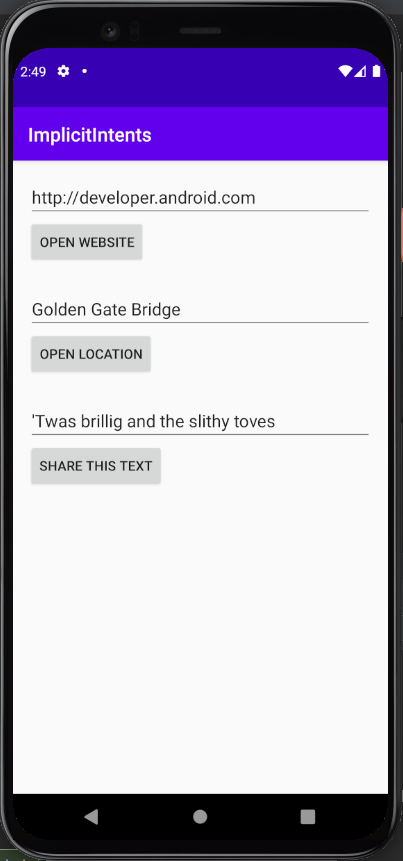 2:49
ImplicitIntents
http://developer.android.com
OPEN WEBSITE
Golden Gate Bridge
OPEN LOCATION
'Twas brillig and the slithy toves
SHARE THIS TEXT